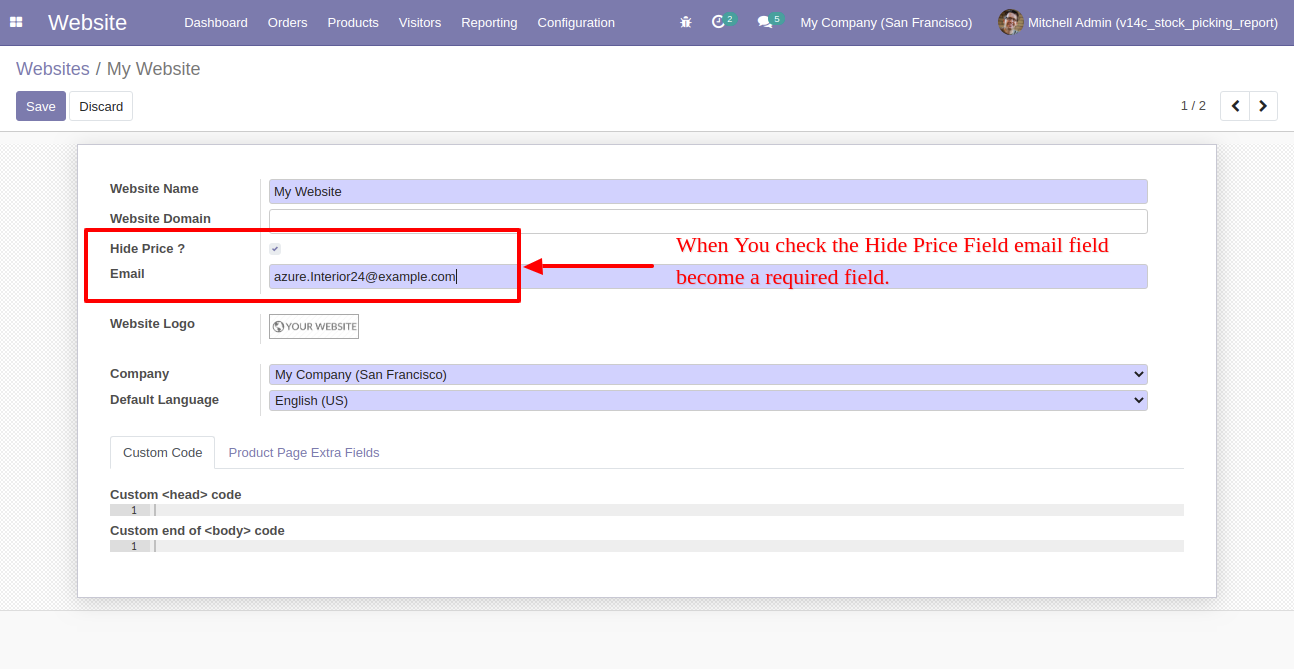 Website Dashboard Orders Products Visitors Reporting Configuration 2 5 My Company (San Francisco) Mitchell Admin (v14c_stock_picking_report)
Websites / My Website
Save Discard 1 / 2
Website Name My Website
Website Domain
Hide Price ?
When You check the Hide Price Field email field
Email azure.Interior24@example.com
become a required field.
Website Logo YOUR WEBSITE
Company My Company (San Francisco)
Default Language English (US)
Custom Code Product Page Extra Fields
Custom <head> code
1
Custom end of <body> code
1